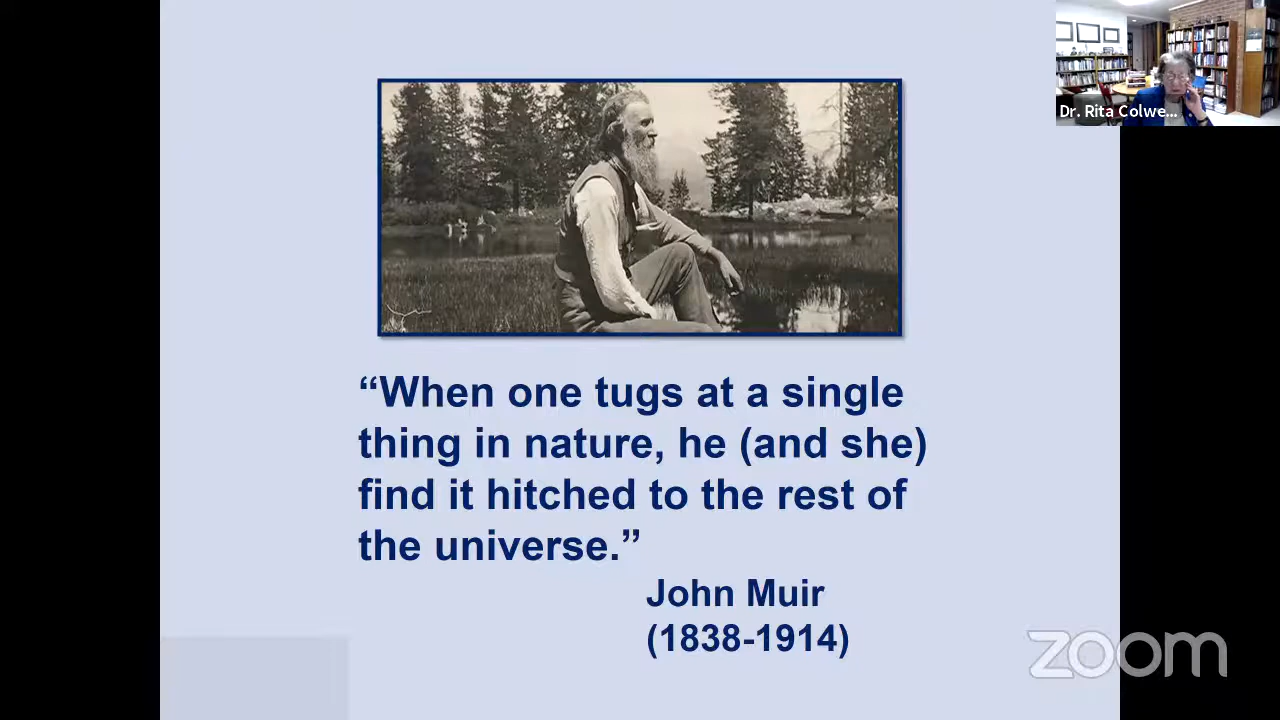 Dr. Rita Colwe...
“When one tugs at a single
thing in nature, he (and she)
find it hitched to the rest of
the universe.”
John Muir
(1838-1914)
zoom